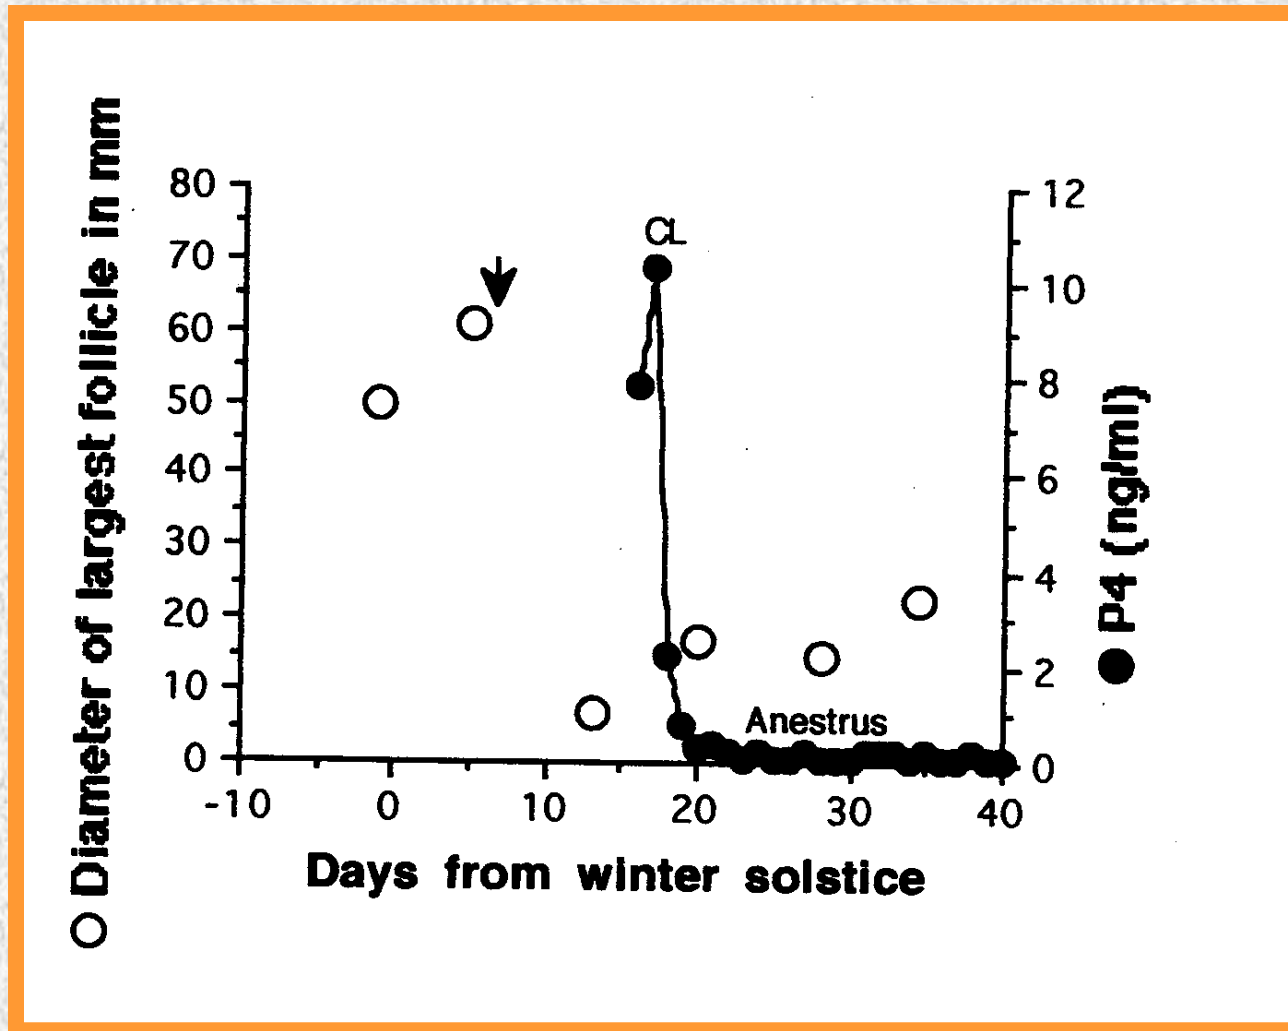 Diameter of largest follicle in mm
80
70
60
50
40
30
20
10
0
CL
Anestrus
12
10
8
6
4
2
0
P4 (ng/ml)
-10 0 10 20 30 40
Days from winter solstice